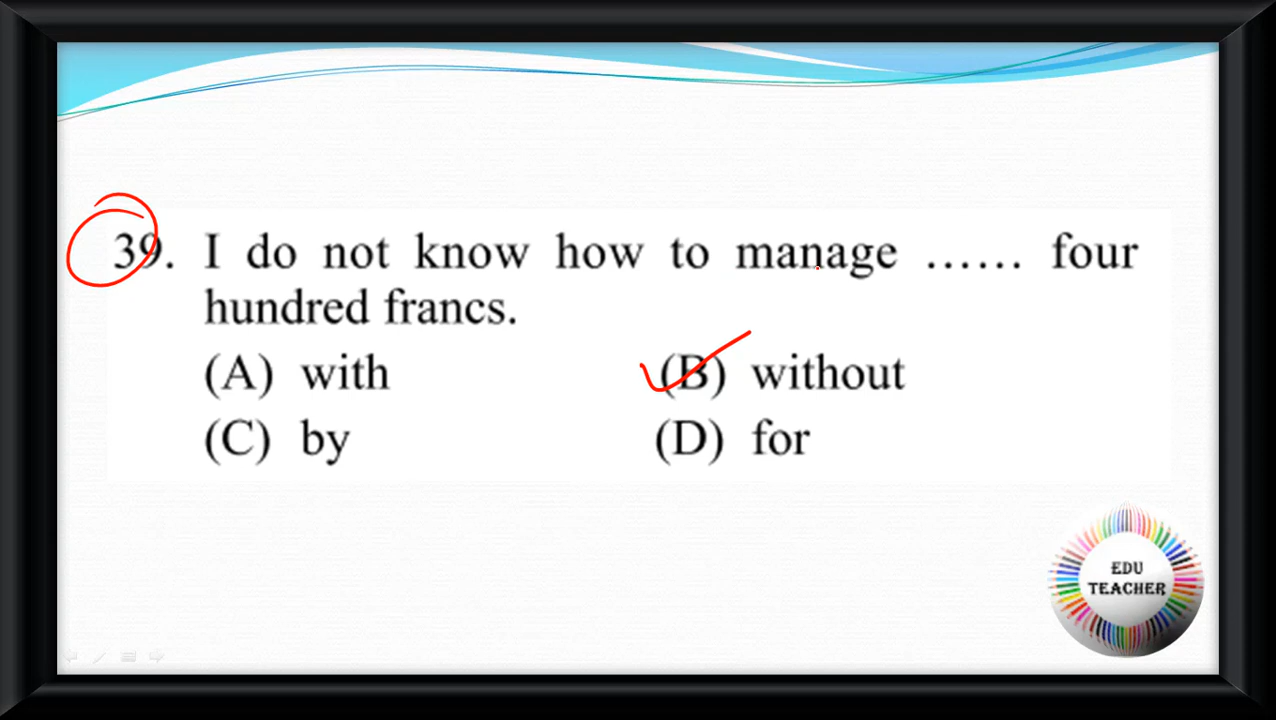 39. I do not know how to manage ...... four
hundred francs.
(A) with (B) without
(C) by (D) for
EDU
TEACHER